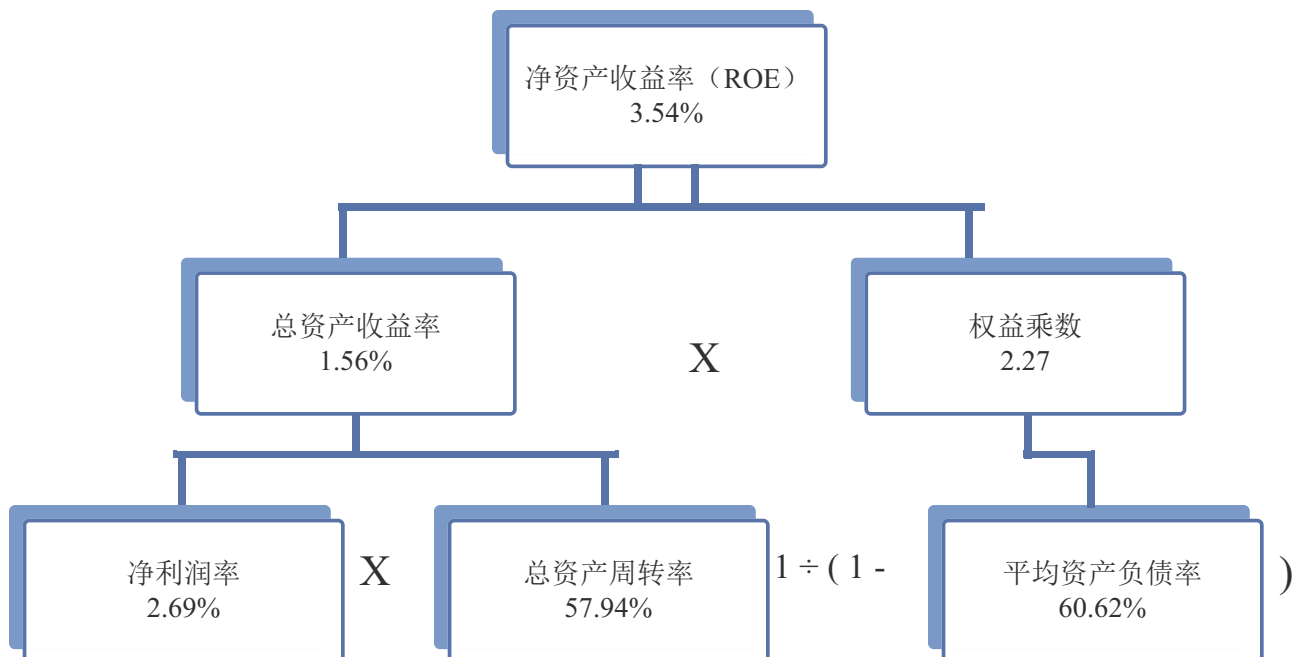 净资产收益率（ROE）
3.54%
总资产收益率
1.56%
X
权益乘数
2.27
净利润率
2.69%
X
总资产周转率
57.94%
1 ÷ ( 1 -
平均资产负债率
60.62%
)